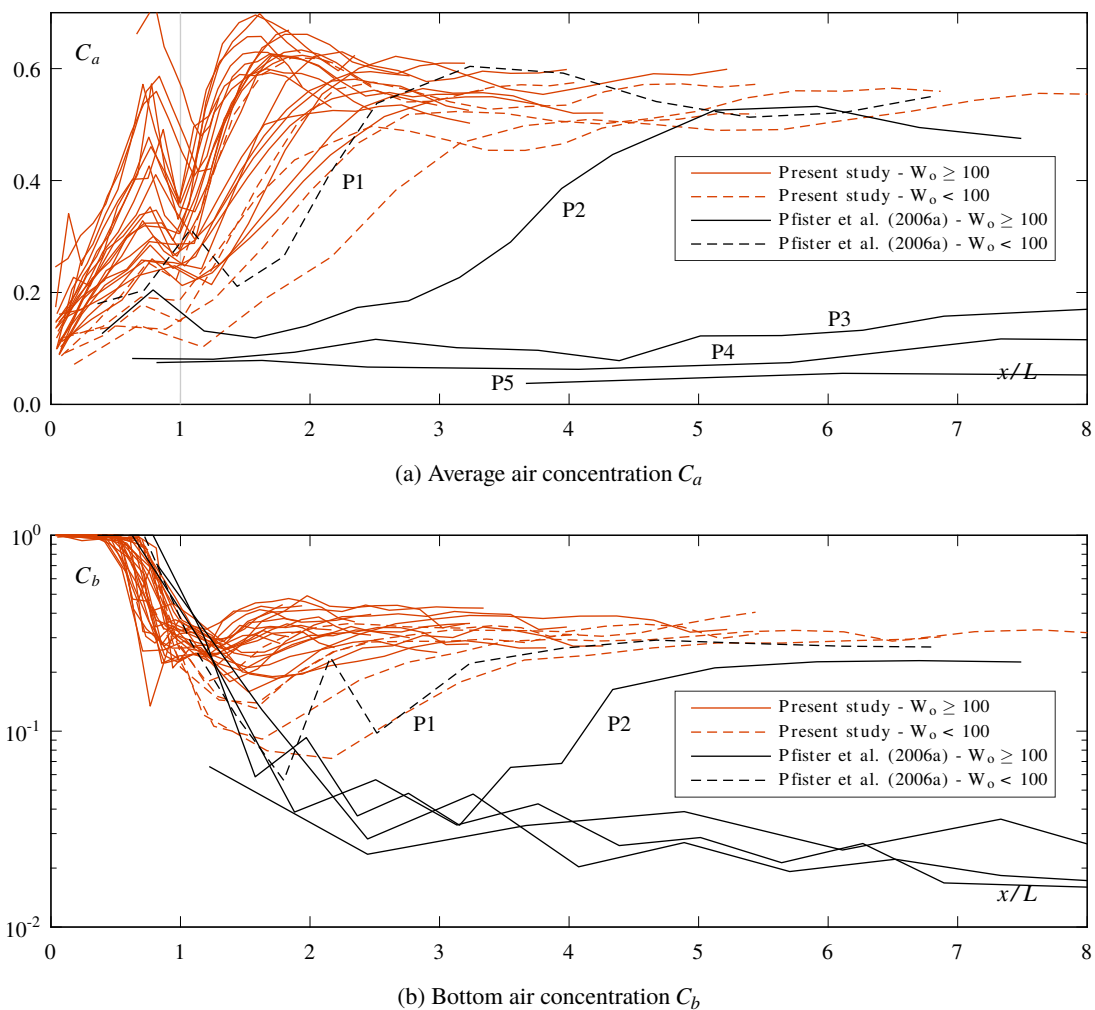 C_a
0.6
0.4
0.2
0.0
P1
P2
P3
P4
P5
Present study - W_o ≥ 100
Present study - W_o < 100
Pfister et al. (2006a) - W_o ≥ 100
Pfister et al. (2006a) - W_o < 100
x/L
0 1 2 3 4 5 6 7 8
(a) Average air concentration C_a
10^0
C_b
10^-1
10^-2
P1
P2
Present study - W_o ≥ 100
Present study - W_o < 100
Pfister et al. (2006a) - W_o ≥ 100
Pfister et al. (2006a) - W_o < 100
x/L
0 1 2 3 4 5 6 7 8
(b) Bottom air concentration C_b